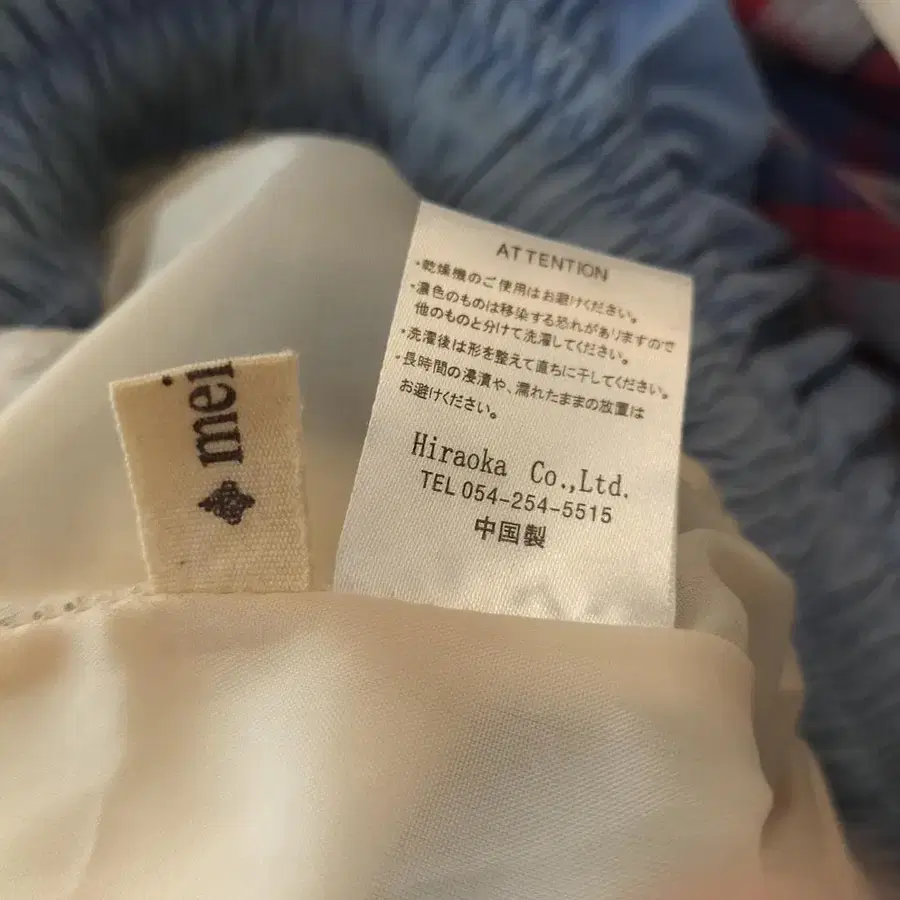 mei
ATTENTION
・乾燥機のご使用はお避けください。
・濃色のものは移染する恐れがありますので
他のものと分けて洗濯してください。
・洗濯後は形を整えて直ちに干してください。
・長時間の浸漬や、濡れたままの放置は
お避けください。
Hiraoka Co.,Ltd.
TEL 054-254-5515
中国製